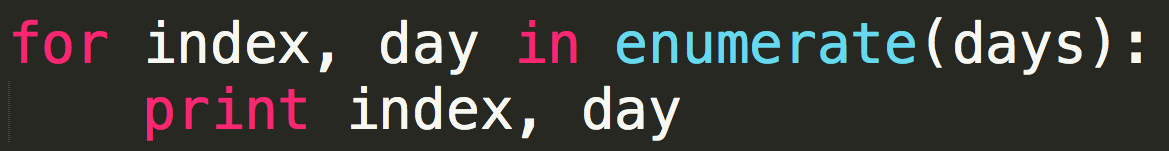 for index, day in enumerate(days):
    print index, day